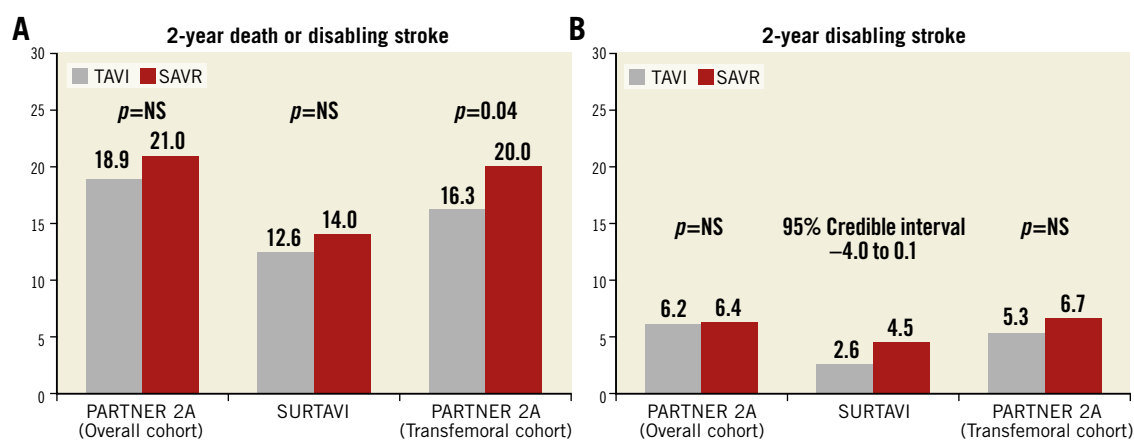 A
2-year death or disabling stroke
30
25
20
15
10
5
0
TAVI SAVR
p=NS
p=NS
p=0.04
18.9 21.0
12.6 14.0
16.3 20.0
PARTNER 2A
(Overall cohort)
SURTAVI
PARTNER 2A
(Transfemoral cohort)
B
2-year disabling stroke
30
25
20
15
10
5
0
TAVI SAVR
p=NS
95% Credible interval
–4.0 to 0.1
p=NS
6.2 6.4
2.6 4.5
5.3 6.7
PARTNER 2A
(Overall cohort)
SURTAVI
PARTNER 2A
(Transfemoral cohort)